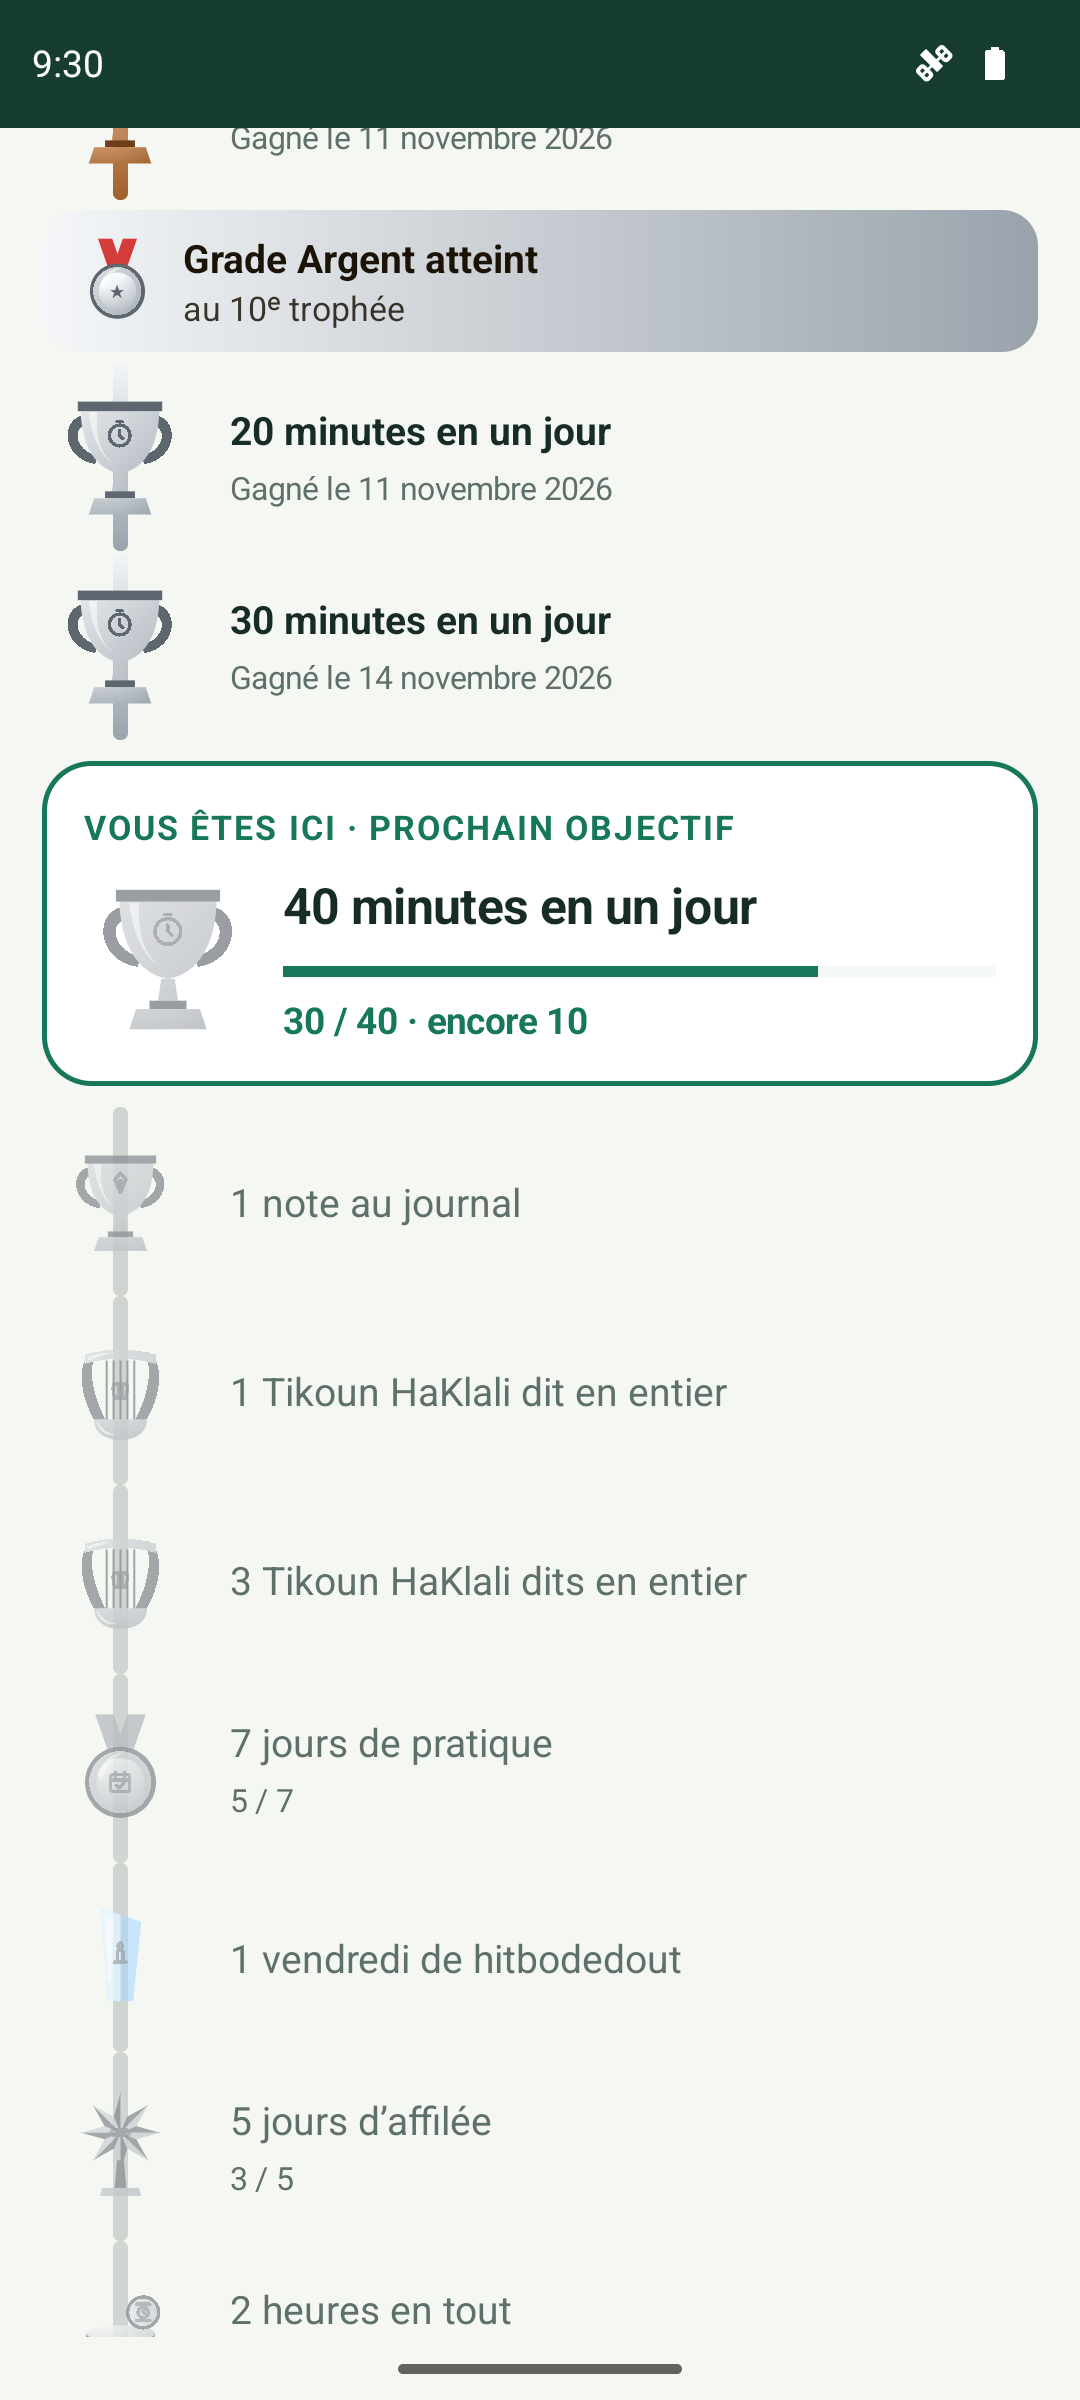 9:30
Gagné le 11 novembre 2026
Grade Argent atteint
au 10ᵉ trophée
20 minutes en un jour
Gagné le 11 novembre 2026
30 minutes en un jour
Gagné le 14 novembre 2026
VOUS ÊTES ICI · PROCHAIN OBJECTIF
40 minutes en un jour
30 / 40 · encore 10
1 note au journal
1 Tikoun HaKlali dit en entier
3 Tikoun HaKlali dits en entier
7 jours de pratique
5 / 7
1 vendredi de hitbodedout
5 jours d’affilée
3 / 5
2 heures en tout